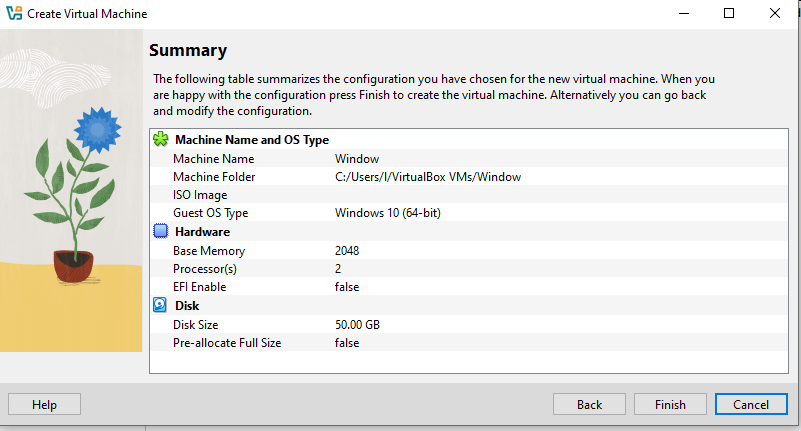 Create Virtual Machine
Summary
The following table summarizes the configuration you have chosen for the new virtual machine. When you
are happy with the configuration press Finish to create the virtual machine. Alternatively you can go back
and modify the configuration.
Machine Name and OS Type
Machine Name Window
Machine Folder C:/Users/I/VirtualBox VMs/Window
ISO Image
Guest OS Type Windows 10 (64-bit)
Hardware
Base Memory 2048
Processor(s) 2
EFI Enable false
Disk
Disk Size 50.00 GB
Pre-allocate Full Size false
Help Back Finish Cancel